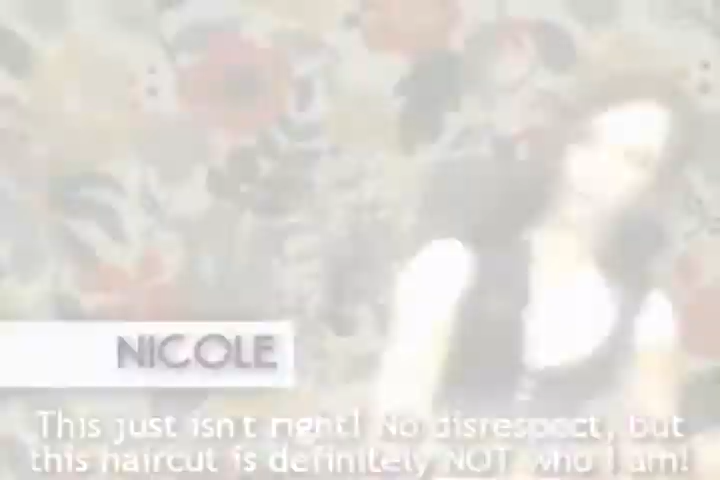 NICOLE
This just isn't right! No disrespect, but
this haircut is definitely NOT who I am!